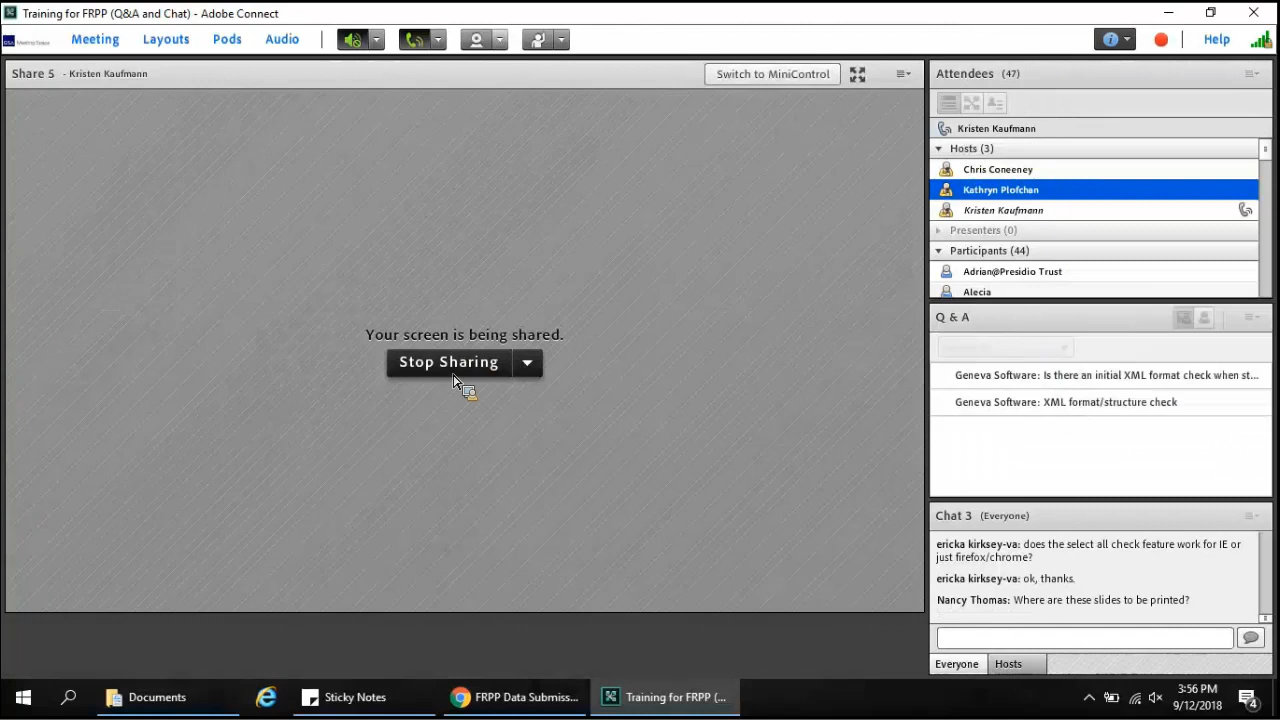 Training for FRPP (Q&A and Chat) - Adobe Connect
Meeting Layouts Pods Audio Help
Share 5 - Kristen Kaufmann
Switch to MiniControl
Your screen is being shared.
Stop Sharing
Attendees (47)
Kristen Kaufmann
Hosts (3)
Chris Coneeney
Kathryn Plofchan
Kristen Kaufmann
Presenters (0)
Participants (44)
Adrian@Presidio Trust
Alecia
Q & A
Geneva Software: Is there an initial XML format check when st...
Geneva Software: XML format/structure check
Chat 3 (Everyone)
ericka kirksey-va: does the select all check feature work for IE or
just firefox/chrome?
ericka kirksey-va: ok, thanks.
Nancy Thomas: Where are these slides to be printed?
Everyone Hosts
Documents
Sticky Notes
FRPP Data Submiss...
Training for FRPP (...
3:56 PM
9/12/2018
4